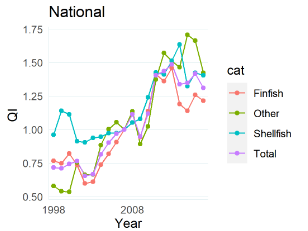 National
1.75
1.50
1.25
1.00
0.75
0.50
QI
1998
2008
Year
cat
Finfish
Other
Shellfish
Total